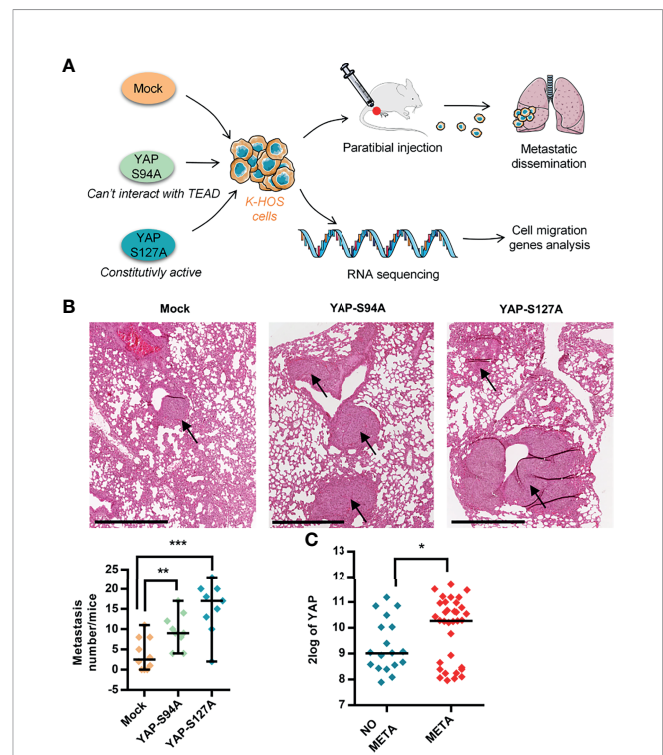 A
Mock
YAP
S94A
Can't interact with TEAD
YAP
S127A
Constitutivly active
K-HOS
cells
Paratibial injection
Metastatic
dissemination
RNA sequencing
Cell migration
genes analysis
B
Mock
YAP-S94A
YAP-S127A
Metastasis
number/mice
25
20
15
10
5
0
-5
**
***
Mock
YAP-S94A
YAP-S127A
C
2log of YAP
13
12
11
10
9
8
7
*
NO
META
META